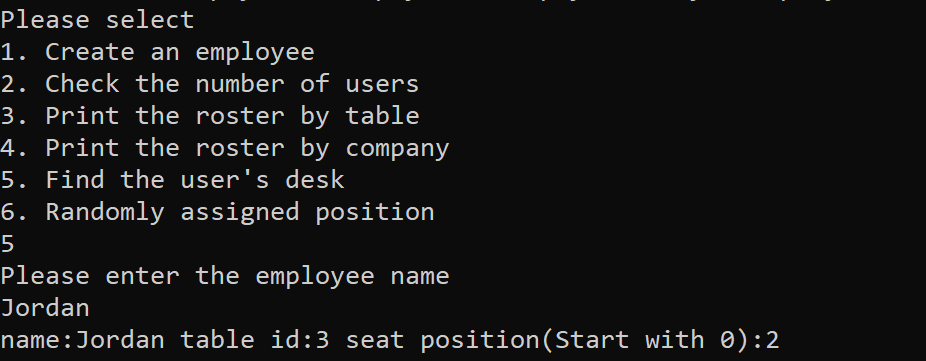 Please select
1. Create an employee
2. Check the number of users
3. Print the roster by table
4. Print the roster by company
5. Find the user's desk
6. Randomly assigned position
5
Please enter the employee name
Jordan
name:Jordan table id:3 seat position(Start with 0):2